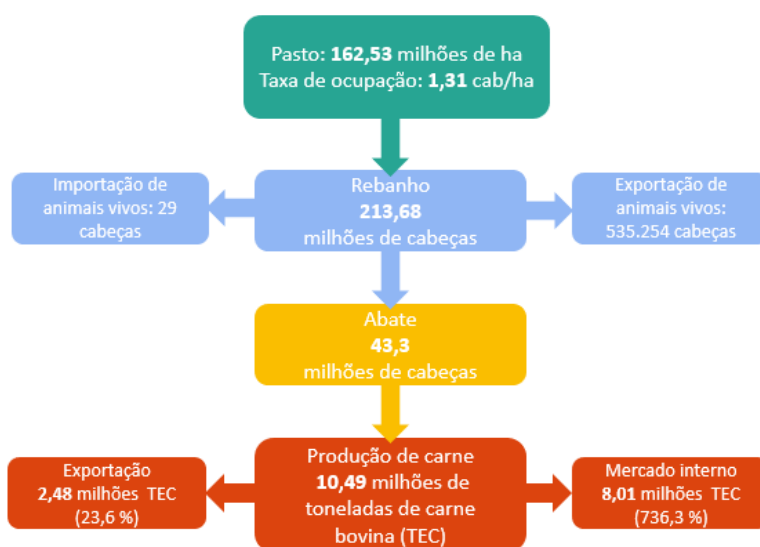 Pasto: 162,53 milhões de ha
Taxa de ocupação: 1,31 cab/ha
Importação de
animais vivos: 29
cabeças
Rebanho
213,68
milhões de cabeças
Exportação de
animais vivos:
535.254 cabeças
Abate
43,3
milhões de cabeças
Exportação
2,48 milhões TEC
(23,6 %)
Produção de carne
10,49 milhões de
toneladas de carne
bovina (TEC)
Mercado interno
8,01 milhões TEC
(736,3 %)